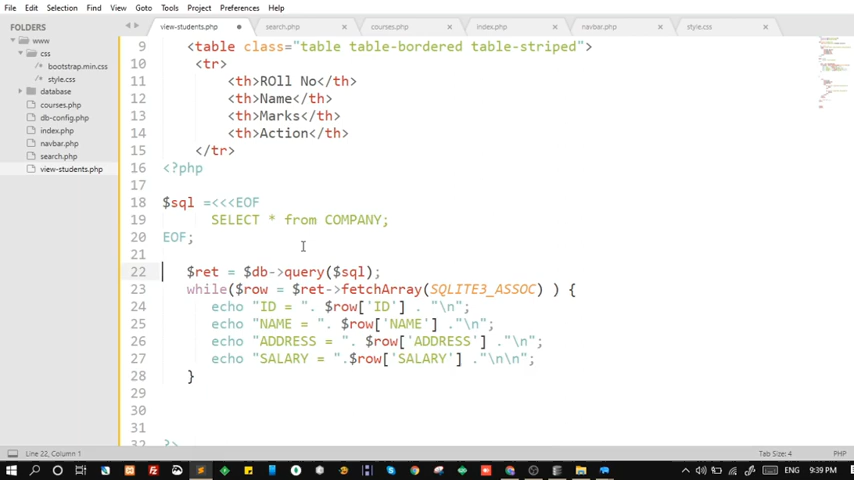 File Edit Selection Find View Goto Tools Project Preferences Help
FOLDERS
www
css
bootstrap.min.css
style.css
database
courses.php
db-config.php
index.php
navbar.php
search.php
view-students.php
view-students.php search.php courses.php index.php navbar.php style.css
9 <table class="table table-bordered table-striped">
10 <tr>
11 <th>ROll No</th>
12 <th>Name</th>
13 <th>Marks</th>
14 <th>Action</th>
15 </tr>
16 <?php
17
18 $sql =<<<EOF
19 SELECT * from COMPANY;
20 EOF;
21
22 $ret = $db->query($sql);
23 while($row = $ret->fetchArray(SQLITE3_ASSOC) ) {
24 echo "ID = ". $row['ID'] . "\n";
25 echo "NAME = ". $row['NAME'] ."\n";
26 echo "ADDRESS = ". $row['ADDRESS'] ."\n";
27 echo "SALARY = ".$row['SALARY'] ."\n\n";
28 }
29
30
31
32 ?>
Line 22, Column 1 Tab Size: 4 PHP
ENG 9:39 PM